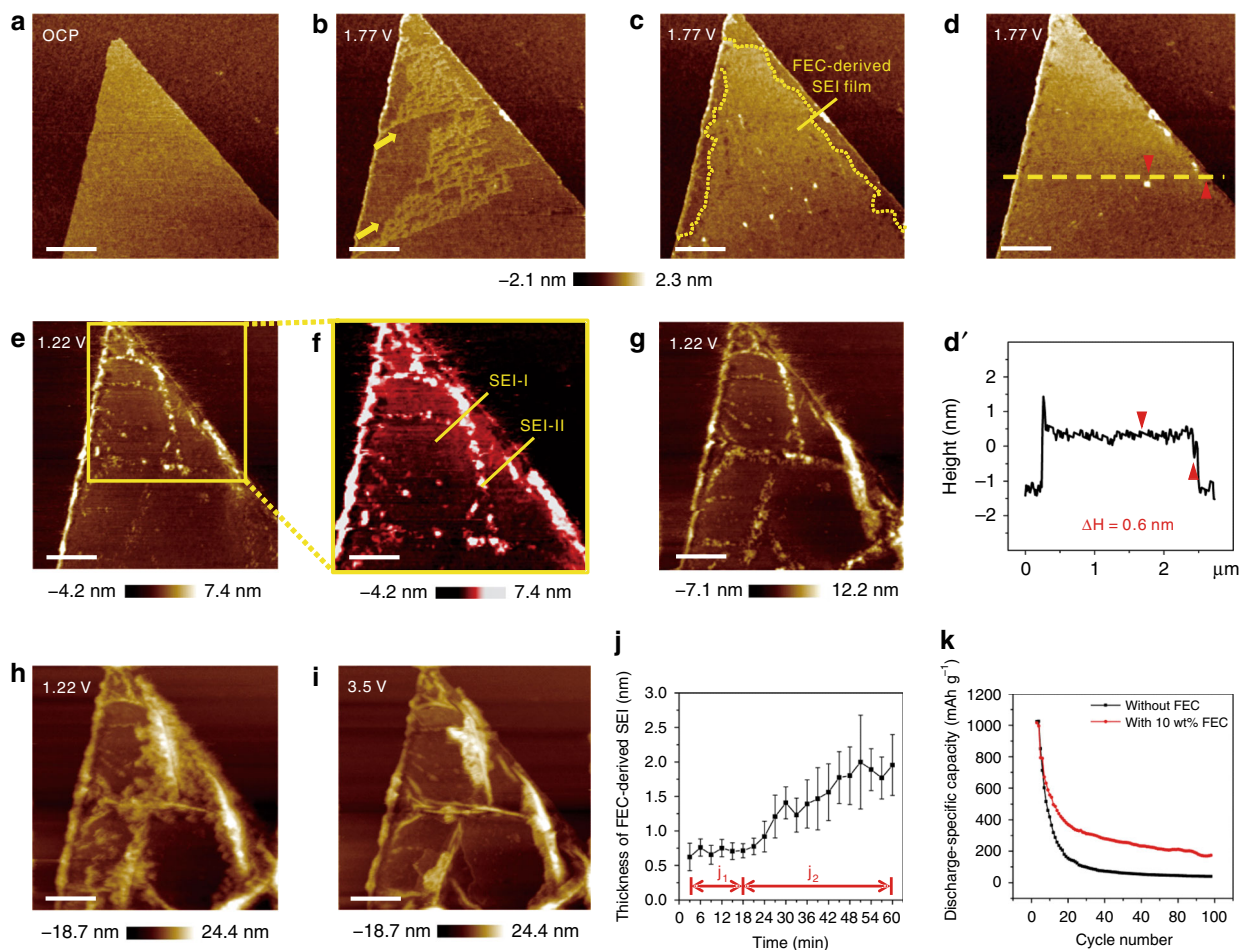 a
OCP
b
1.77 V
c
1.77 V
FEC-derived
SEI film
d
1.77 V
−2.1 nm 2.3 nm
e
1.22 V
f
SEI-I
SEI-II
g
1.22 V
d′
Height (nm)
2
1
0
−1
−2
ΔH = 0.6 nm
0 1 2 μm
−4.2 nm 7.4 nm
−4.2 nm 7.4 nm
−7.1 nm 12.2 nm
h
1.22 V
i
3.5 V
−18.7 nm 24.4 nm
−18.7 nm 24.4 nm
j
Thickness of FEC-derived SEI (nm)
3.0
2.5
2.0
1.5
1.0
0.5
0.0
j1
j2
0 6 12 18 24 30 36 42 48 54 60
Time (min)
k
Discharge-specific capacity (mAh g−1)
1200
1000
800
600
400
200
0
Without FEC
With 10 wt% FEC
0 20 40 60 80 100
Cycle number